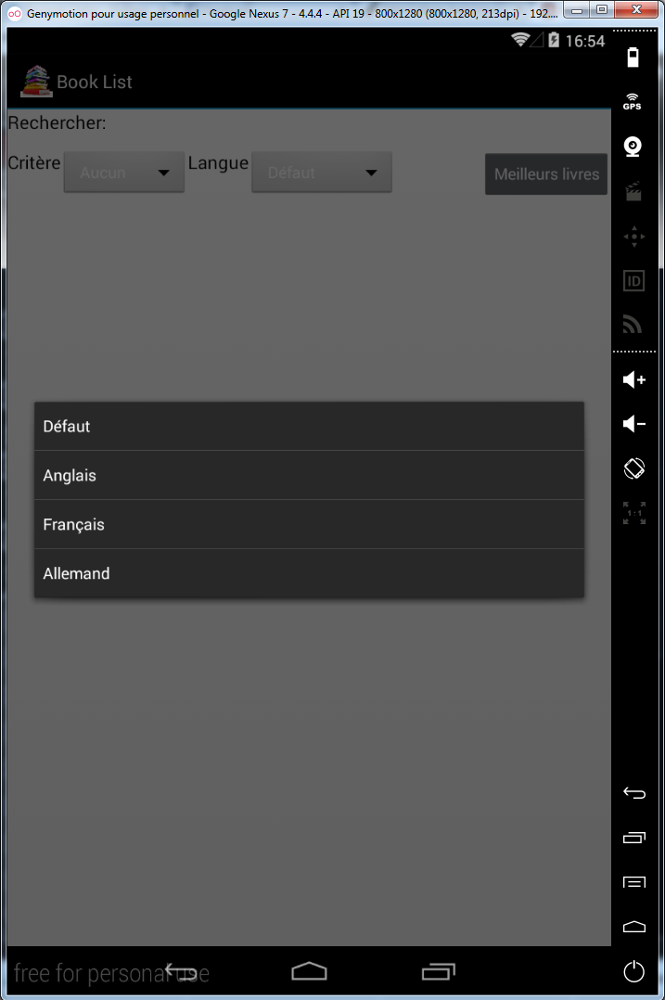 Genymotion pour usage personnel - Google Nexus 7 - 4.4.4 - API 19 - 800x1280 (800x1280, 213dpi) - 192....
16:54
Book List
GPS
Rechercher:
Critère Aucun Langue Défaut Meilleurs livres
ID
Défaut
Anglais
Français
1:1
Allemand
free for personal use